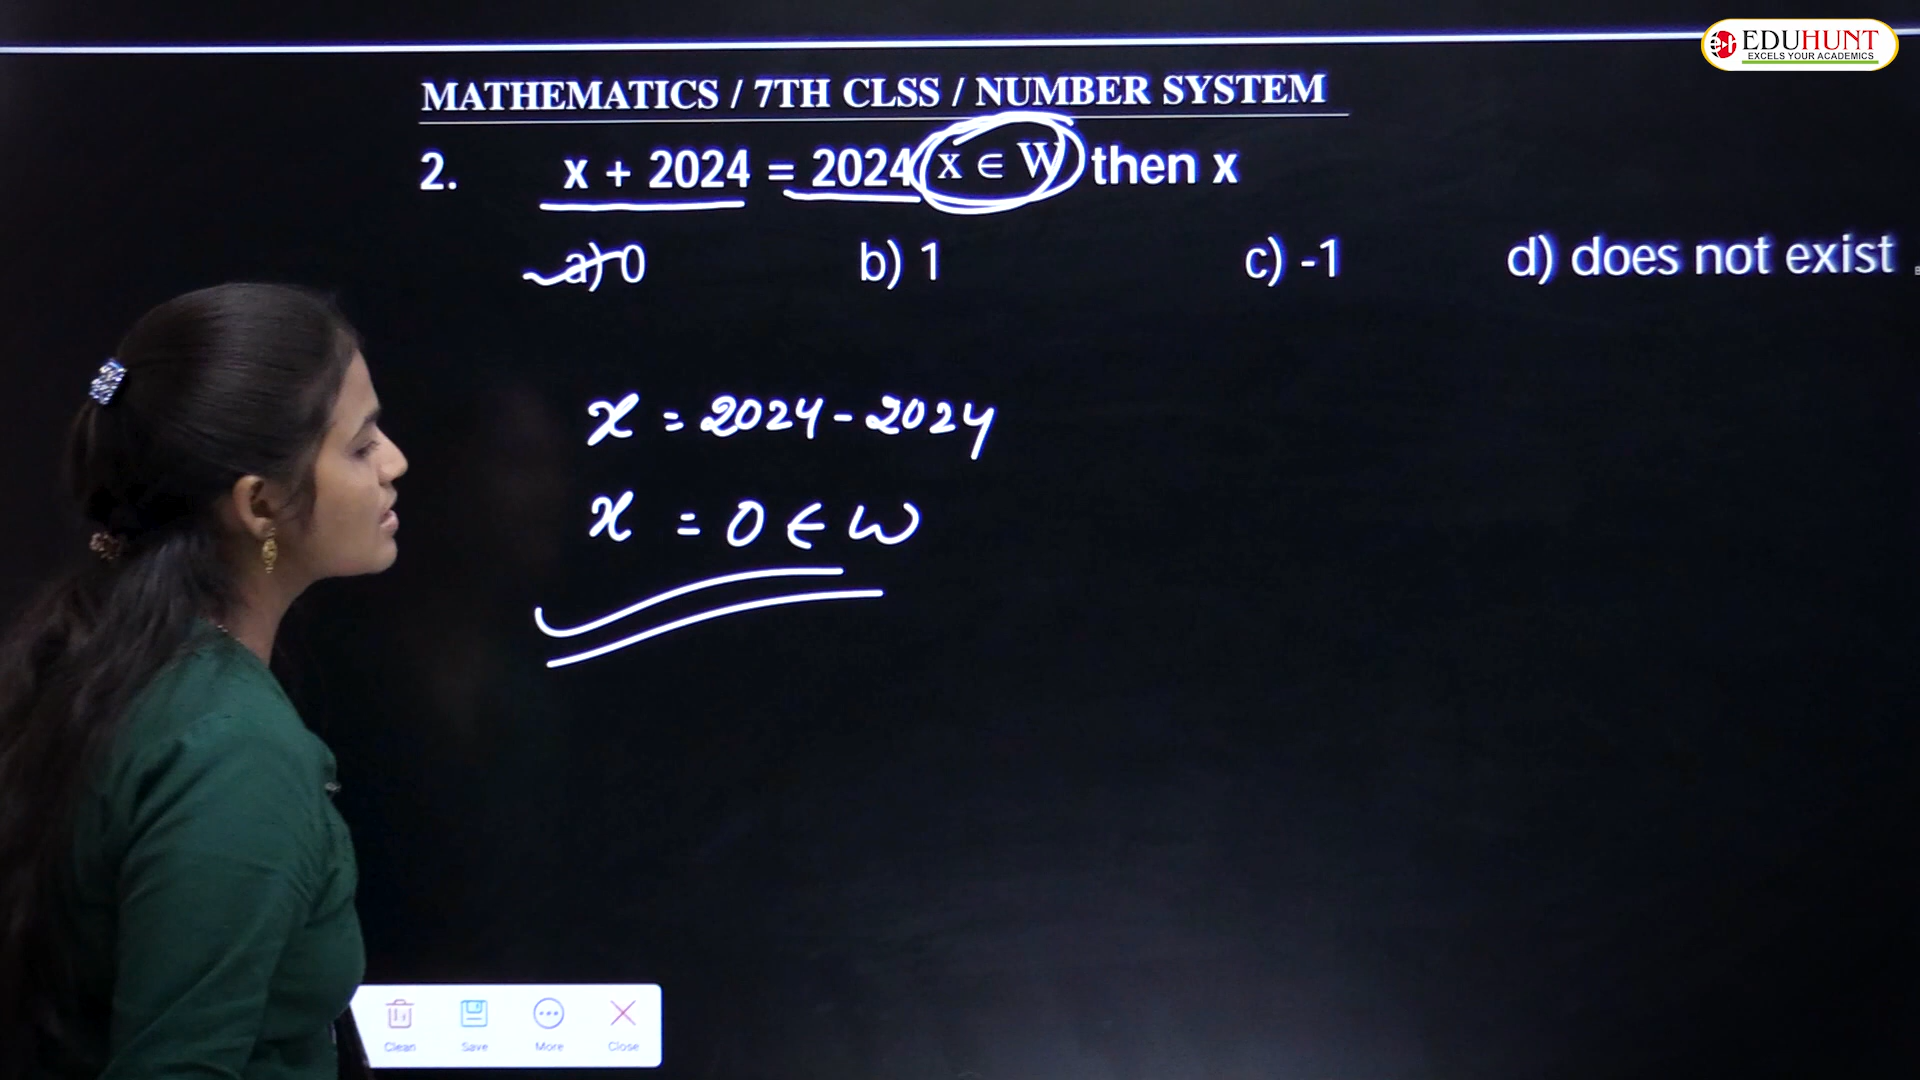 EDUHUNT
EXCELS YOUR ACADEMICS
MATHEMATICS / 7TH CLSS / NUMBER SYSTEM
2. x + 2024 = 2024 x ∈ W then x
a) 0 b) 1 c) -1 d) does not exist
x = 2024 - 2024
x = 0 ∈ W
Clean Save More Close